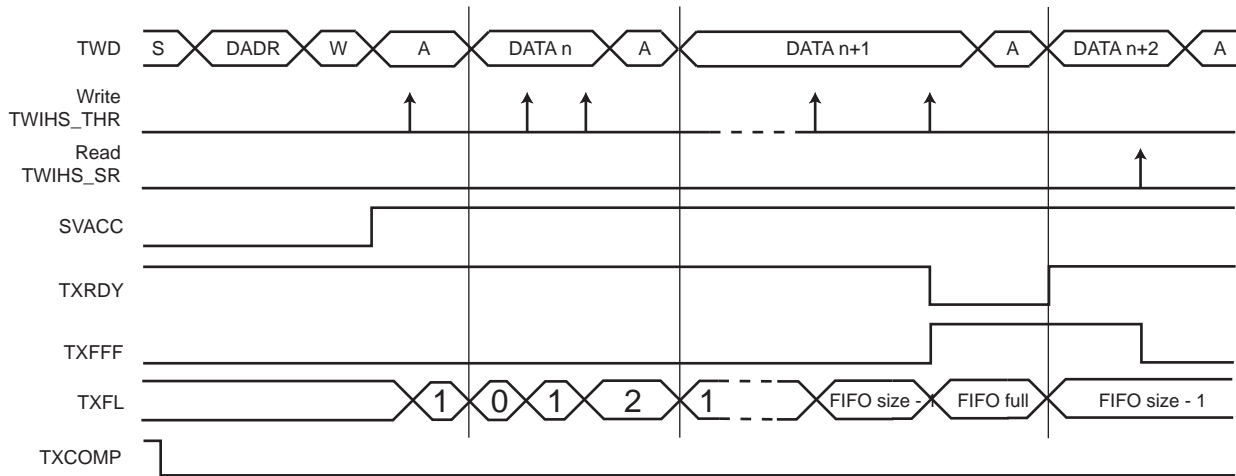 TWD S DADR W A DATA n A DATA n+1 A DATA n+2 A
Write
TWIHS_THR
Read
TWIHS_SR
SVACC
TXRDY
TXFFF
TXFL 1 0 1 2 1 FIFO size - 1 FIFO full FIFO size - 1
TXCOMP